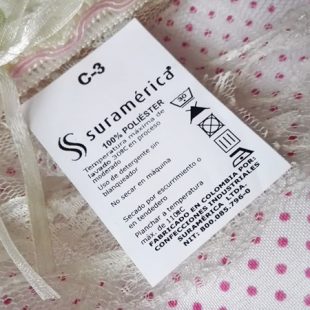 C-3
suramérica®
100% POLIÉSTER
Temperatura máxima de
lavado 30ºC en proceso
moderado
Uso de detergente sin
blanqueador
No secar en máquina
Secado por escurrimiento o
en tendedero
Planchar a temperatura
máx. de 110ºC
FABRICADO EN COLOMBIA POR:
CONFECCIONES INDUSTRIALES
SURAMÉRICA LTDA.
NIT: 800.085.796-0
30